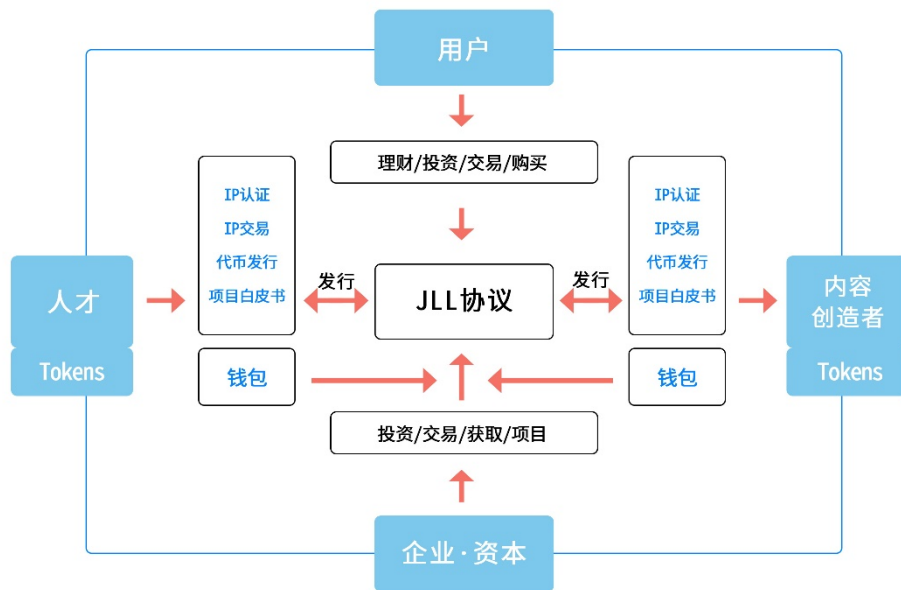 用户
理财/投资/交易/购买
IP认证
IP交易
代币发行
项目白皮书
IP认证
IP交易
代币发行
项目白皮书
人才
Tokens
发行
JLL协议
发行
内容
创造者
Tokens
钱包
钱包
投资/交易/获取/项目
企业·资本